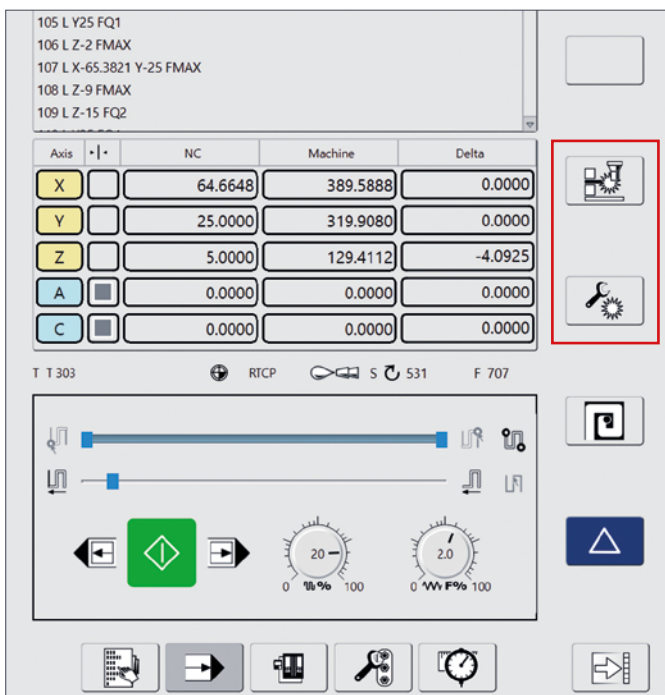 105 L Y25 FQ1
106 L Z-2 FMAX
107 L X-65.3821 Y-25 FMAX
108 L Z-9 FMAX
109 L Z-15 FQ2
Axis NC Machine Delta
X 64.6648 389.5888 0.0000
Y 25.0000 319.9080 0.0000
Z 5.0000 129.4112 -4.0925
A 0.0000 0.0000 0.0000
C 0.0000 0.0000 0.0000
T T 303 RTCP S 531 F 707
20 2.0
0 % 100 0 F% 100